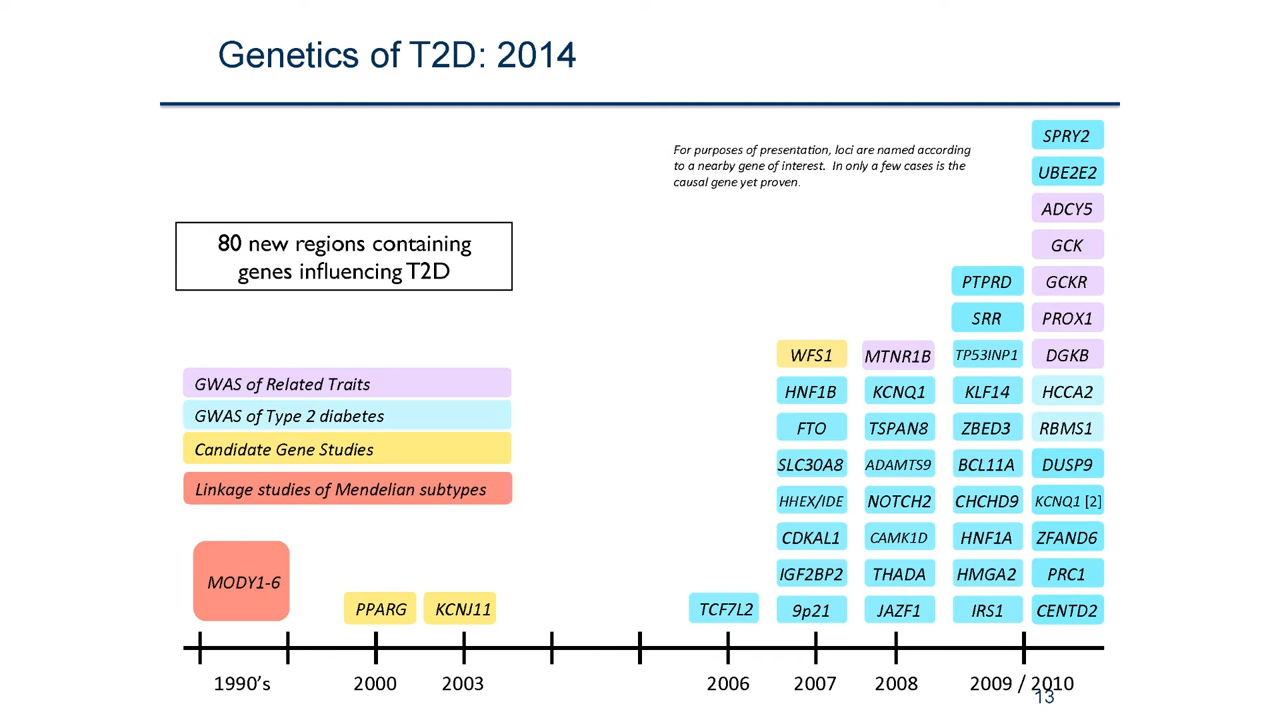 Genetics of T2D: 2014
For purposes of presentation, loci are named according
to a nearby gene of interest.  In only a few cases is the
causal gene yet proven.
80 new regions containing
genes influencing T2D
GWAS of Related Traits
GWAS of Type 2 diabetes
Candidate Gene Studies
Linkage studies of Mendelian subtypes
MODY1-6
PPARG
KCNJ11
TCF7L2
WFS1
HNF1B
FTO
SLC30A8
HHEX/IDE
CDKAL1
IGF2BP2
9p21
MTNR1B
KCNQ1
TSPAN8
ADAMTS9
NOTCH2
CAMK1D
THADA
JAZF1
PTPRD
SRR
TP53INP1
KLF14
ZBED3
BCL11A
CHCHD9
HNF1A
HMGA2
IRS1
SPRY2
UBE2E2
ADCY5
GCK
GCKR
PROX1
DGKB
HCCA2
RBMS1
DUSP9
KCNQ1 [2]
ZFAND6
PRC1
CENTD2
1990's
2000
2003
2006
2007
2008
2009 / 2010
13